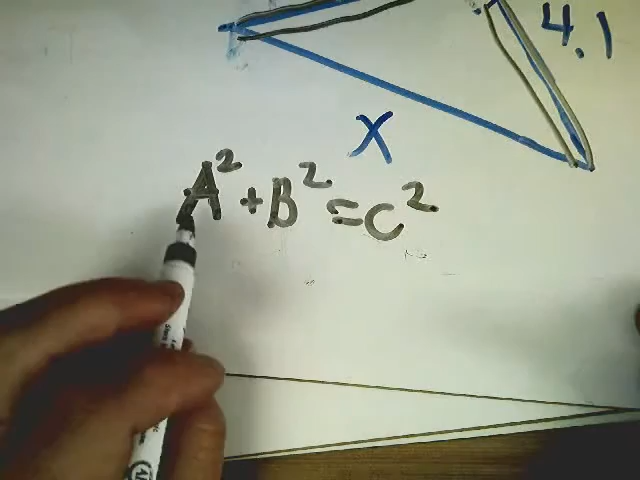 4.1
X
A² + B² = C²